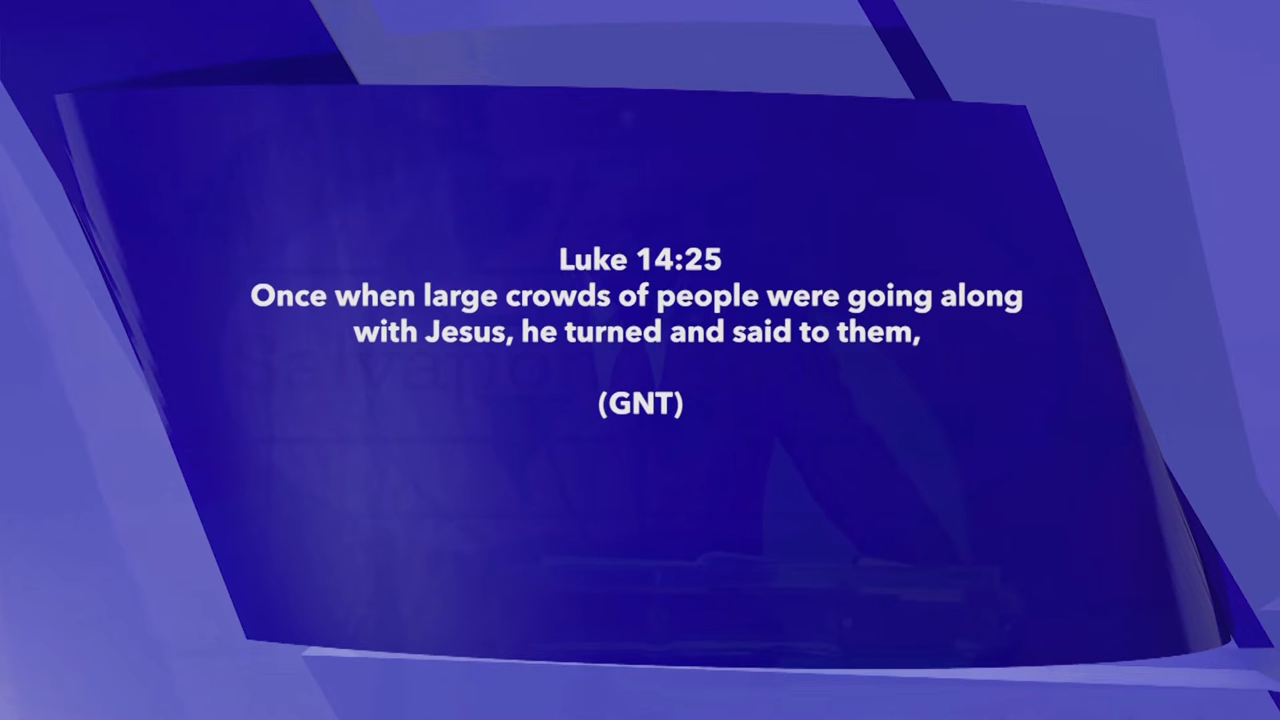 Luke 14:25
Once when large crowds of people were going along
with Jesus, he turned and said to them,
(GNT)